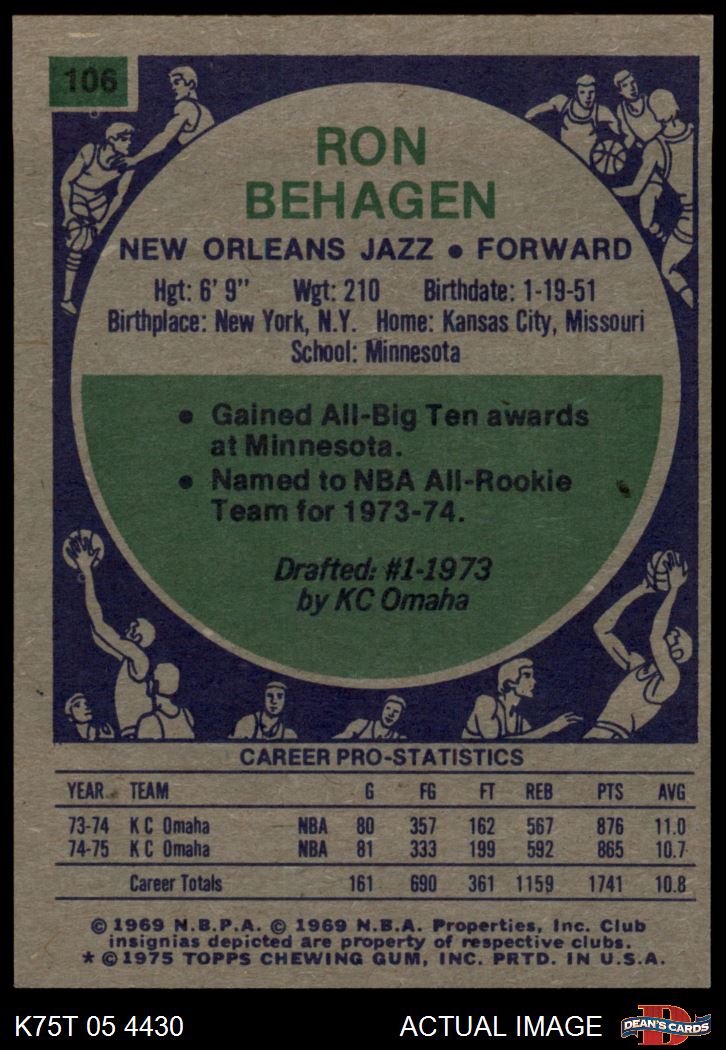 106
RON
BEHAGEN
NEW ORLEANS JAZZ • FORWARD
Hgt: 6' 9" Wgt: 210 Birthdate: 1-19-51
Birthplace: New York, N.Y. Home: Kansas City, Missouri
School: Minnesota
• Gained All-Big Ten awards
at Minnesota.
• Named to NBA All-Rookie
Team for 1973-74.
Drafted: #1-1973
by KC Omaha
CAREER PRO-STATISTICS
YEAR TEAM G FG FT REB PTS AVG
73-74 K C Omaha NBA 80 357 162 567 876 11.0
74-75 K C Omaha NBA 81 333 199 592 865 10.7
Career Totals 161 690 361 1159 1741 10.8
© 1969 N.B.P.A. © 1969 N.B.A. Properties, Inc. Club
insignias depicted are property of respective clubs.
* © 1975 TOPPS CHEWING GUM, INC. PRTD. IN U.S.A.
K75T 05 4430 ACTUAL IMAGE
D
DEAN'S CARDS